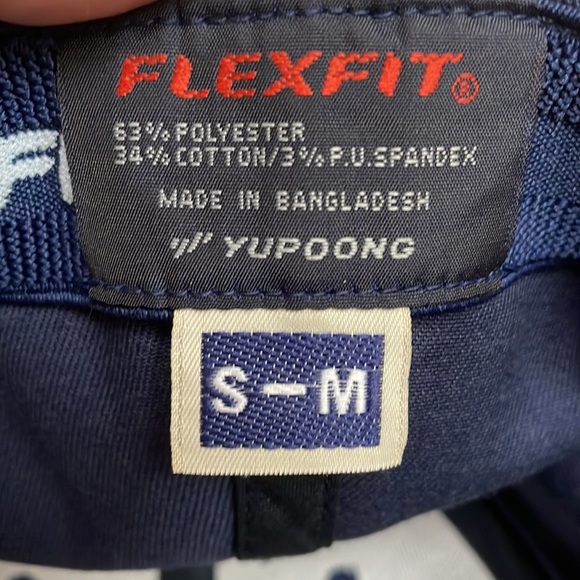 FLEXFIT®
63% POLYESTER
34% COTTON/3% P.U.SPANDEX
MADE IN BANGLADESH
YUPOONG
S-M